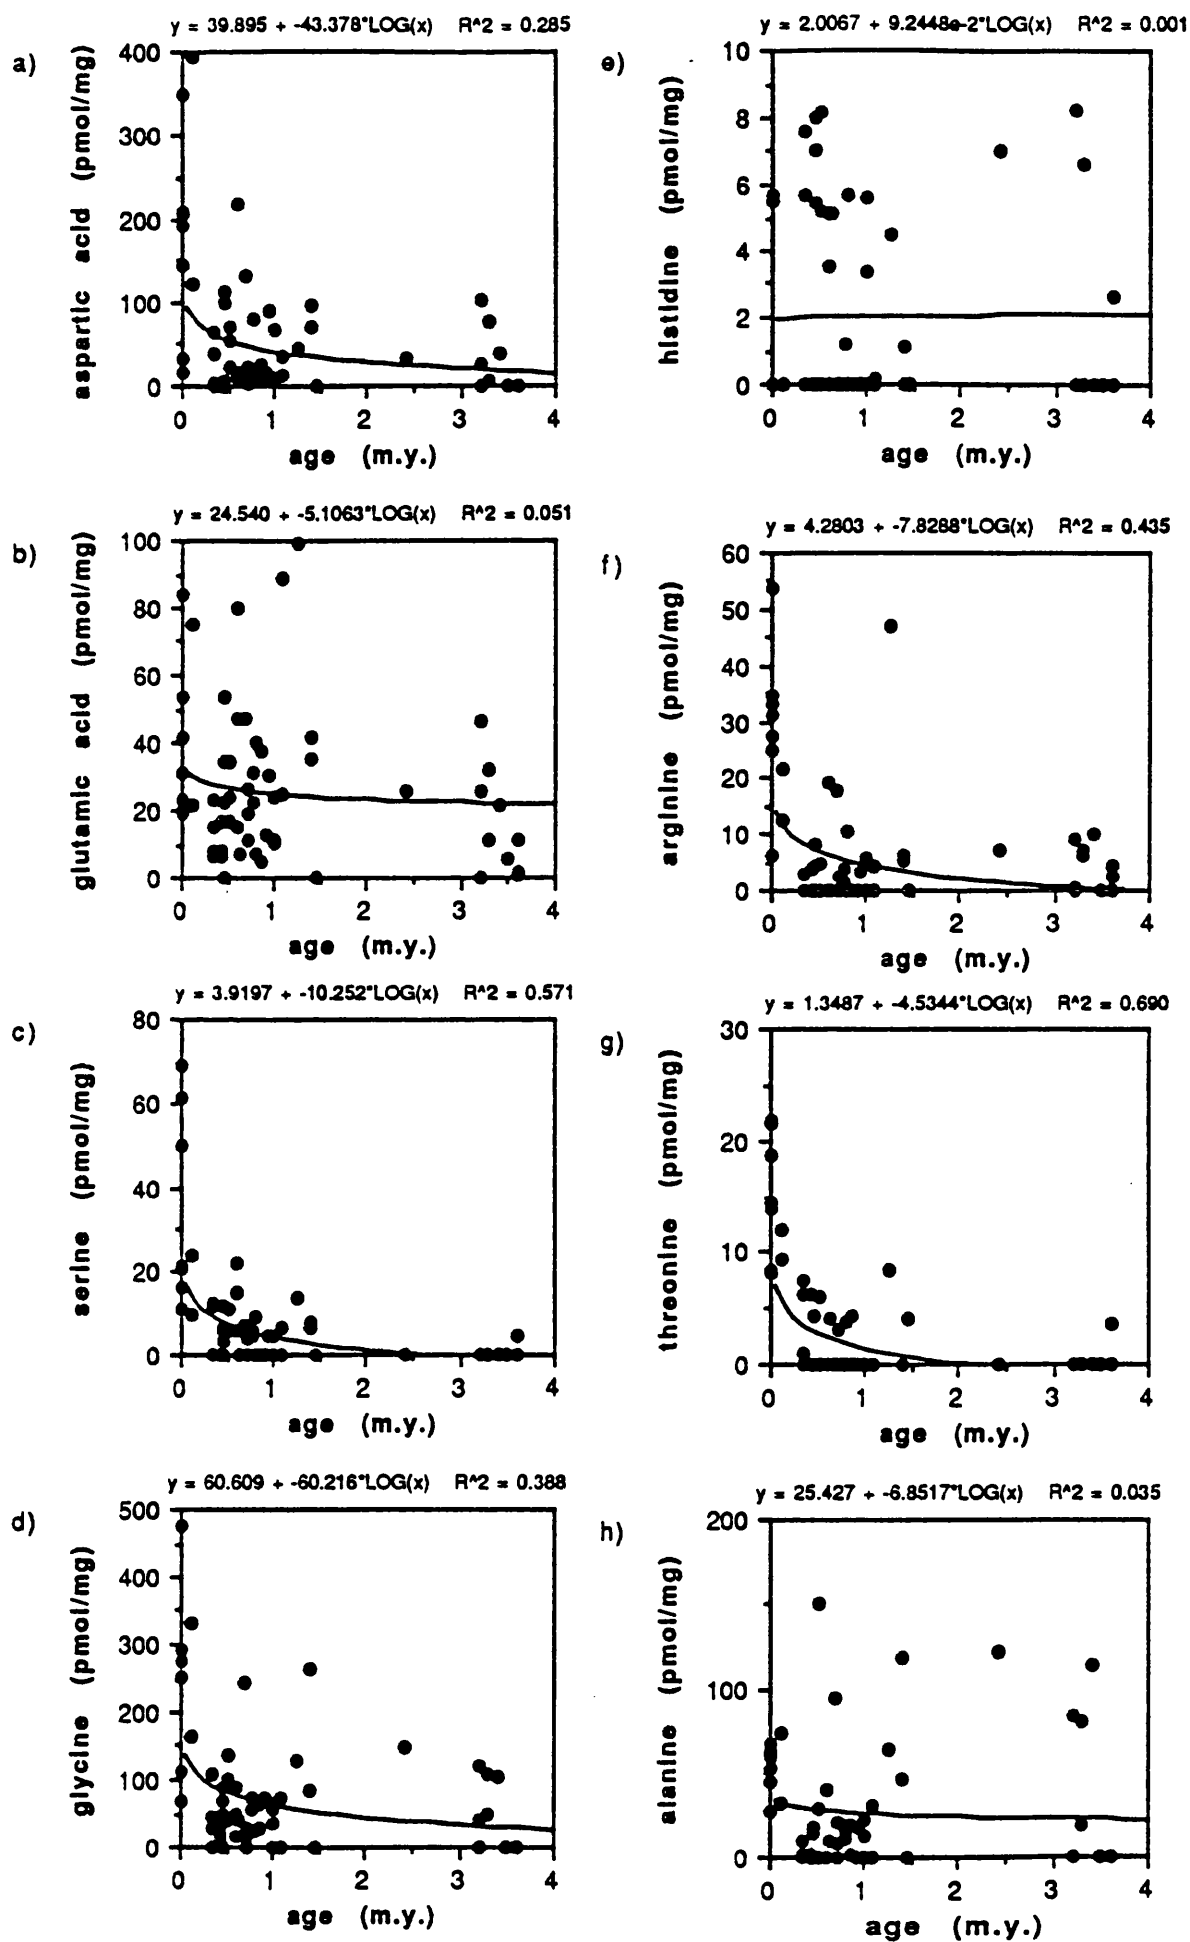 y = 39.895 + -43.378*LOG(x) R^2 = 0.285
a)
aspartic acid (pmol/mg)
400
300
200
100
0
0 1 2 3 4
age (m.y.)
y = 24.540 + -5.1063*LOG(x) R^2 = 0.051
b)
glutamic acid (pmol/mg)
100
80
60
40
20
0
0 1 2 3 4
age (m.y.)
y = 3.9197 + -10.252*LOG(x) R^2 = 0.571
c)
serine (pmol/mg)
80
60
40
20
0
0 1 2 3 4
age (m.y.)
y = 60.609 + -60.216*LOG(x) R^2 = 0.388
d)
glycine (pmol/mg)
500
400
300
200
100
0
0 1 2 3 4
age (m.y.)
y = 2.0067 + 9.2448e-2*LOG(x) R^2 = 0.001
e)
histidine (pmol/mg)
10
8
6
4
2
0
0 1 2 3 4
age (m.y.)
y = 4.2803 + -7.8288*LOG(x) R^2 = 0.435
f)
arginine (pmol/mg)
60
50
40
30
20
10
0
0 1 2 3 4
age (m.y.)
y = 1.3487 + -4.5344*LOG(x) R^2 = 0.690
g)
threonine (pmol/mg)
30
20
10
0
0 1 2 3 4
age (m.y.)
y = 25.427 + -6.8517*LOG(x) R^2 = 0.035
h)
alanine (pmol/mg)
200
100
0
0 1 2 3 4
age (m.y.)